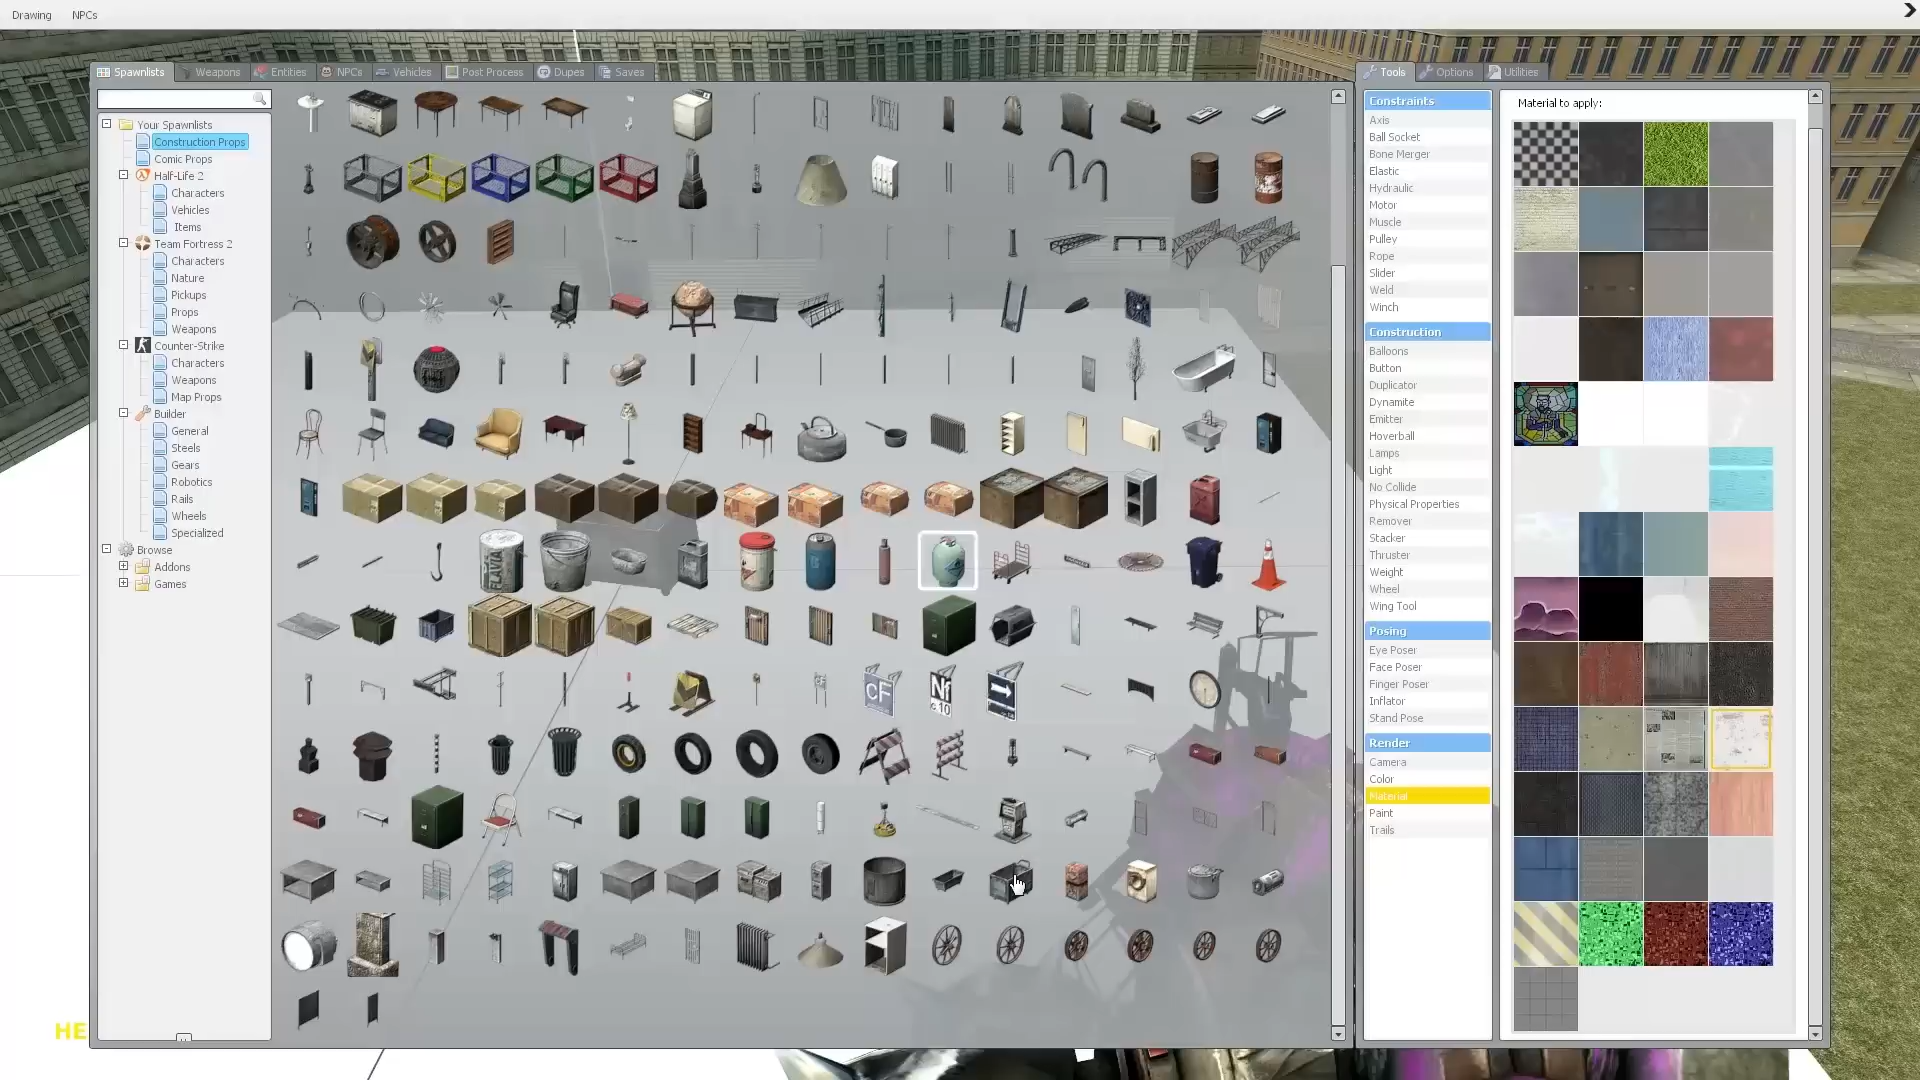 Drawing NPCs
Spawnlists Weapons Entities NPCs Vehicles Post Process Dupes Saves
Your Spawnlists
Construction Props
Comic Props
Half-Life 2
Characters
Vehicles
Items
Team Fortress 2
Characters
Nature
Pickups
Props
Weapons
Counter-Strike
Characters
Weapons
Map Props
Builder
General
Steels
Gears
Robotics
Rails
Wheels
Specialized
Browse
Addons
Games
FLAVOR
CF
Nf
c10
HE
Tools Options Utilities
Constraints
Axis
Ball Socket
Bone Merger
Elastic
Hydraulic
Motor
Muscle
Pulley
Rope
Slider
Weld
Winch
Construction
Balloons
Button
Duplicator
Dynamite
Emitter
Hoverball
Lamps
Light
No Collide
Physical Properties
Remover
Stacker
Thruster
Weight
Wheel
Wing Tool
Posing
Eye Poser
Face Poser
Finger Poser
Inflator
Stand Pose
Render
Camera
Color
Material
Paint
Trails
Material to apply: